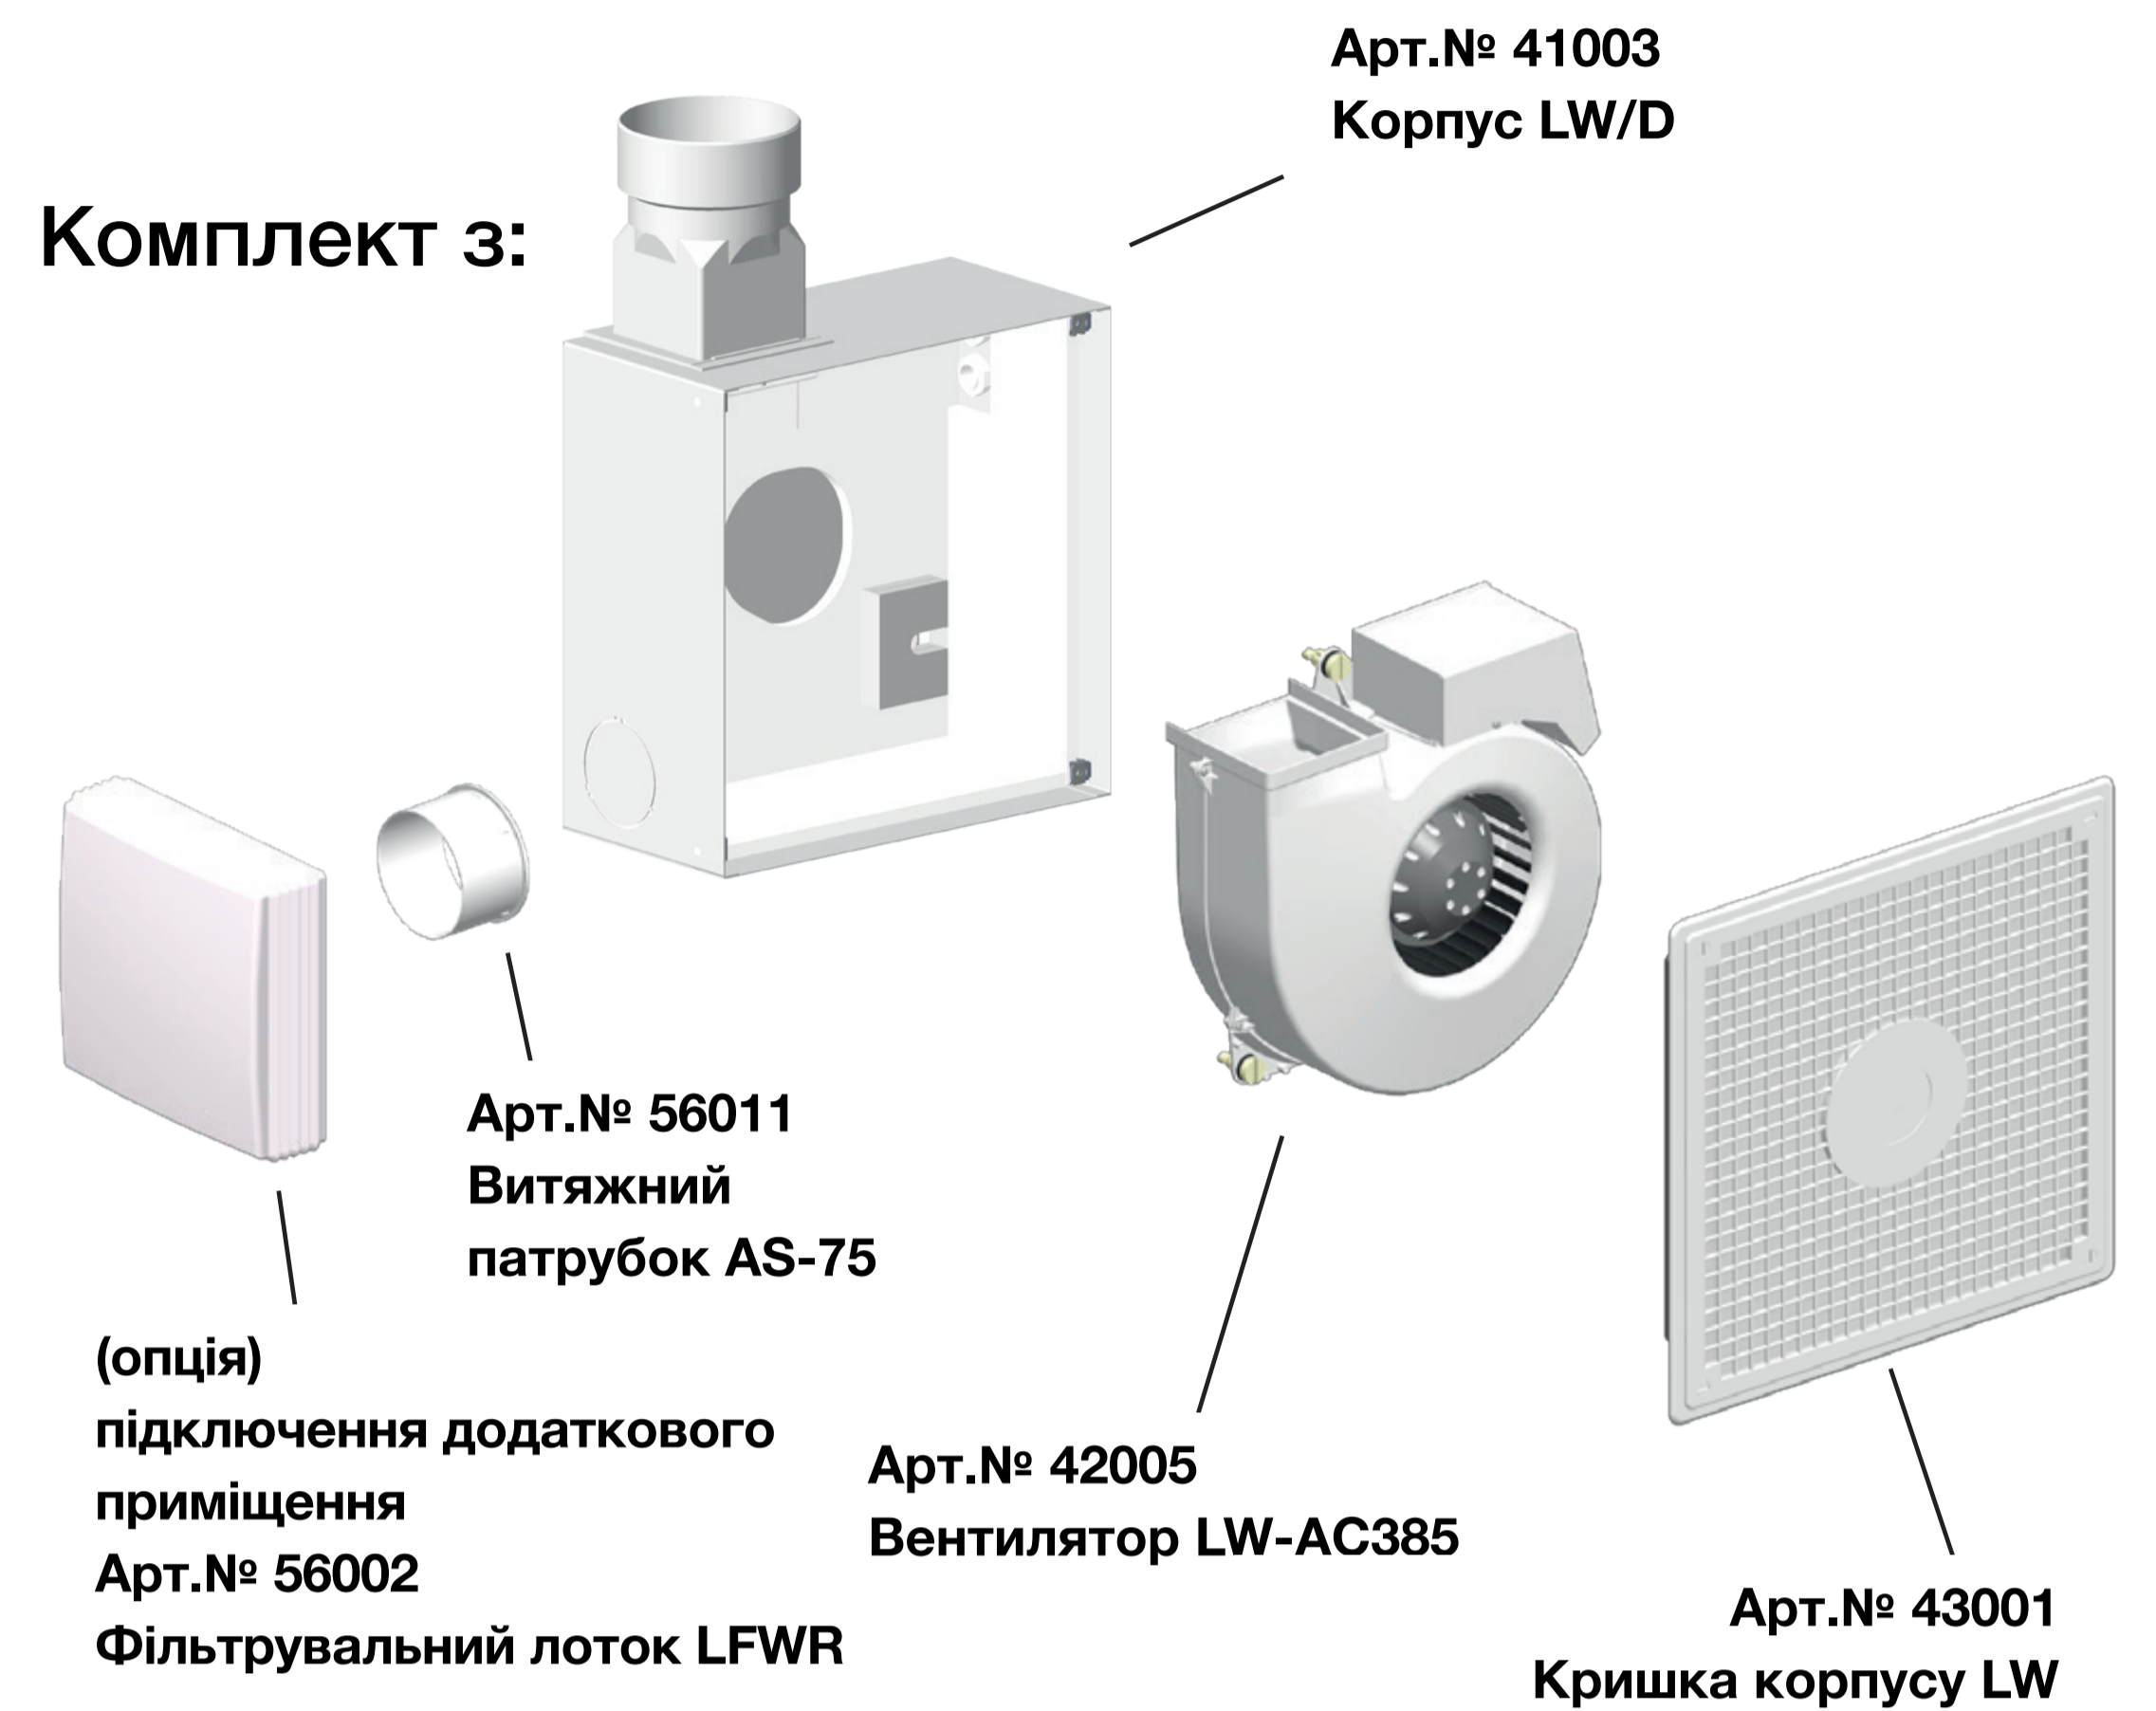 Арт.№ 41003
Корпус LW/D
Комплект з:
Арт.№ 56011
Витяжний
патрубок AS-75
(опція)
підключення додаткового
приміщення
Арт.№ 56002
Фільтрувальний лоток LFWR
Арт.№ 42005
Вентилятор LW-AC385
Арт.№ 43001
Кришка корпусу LW